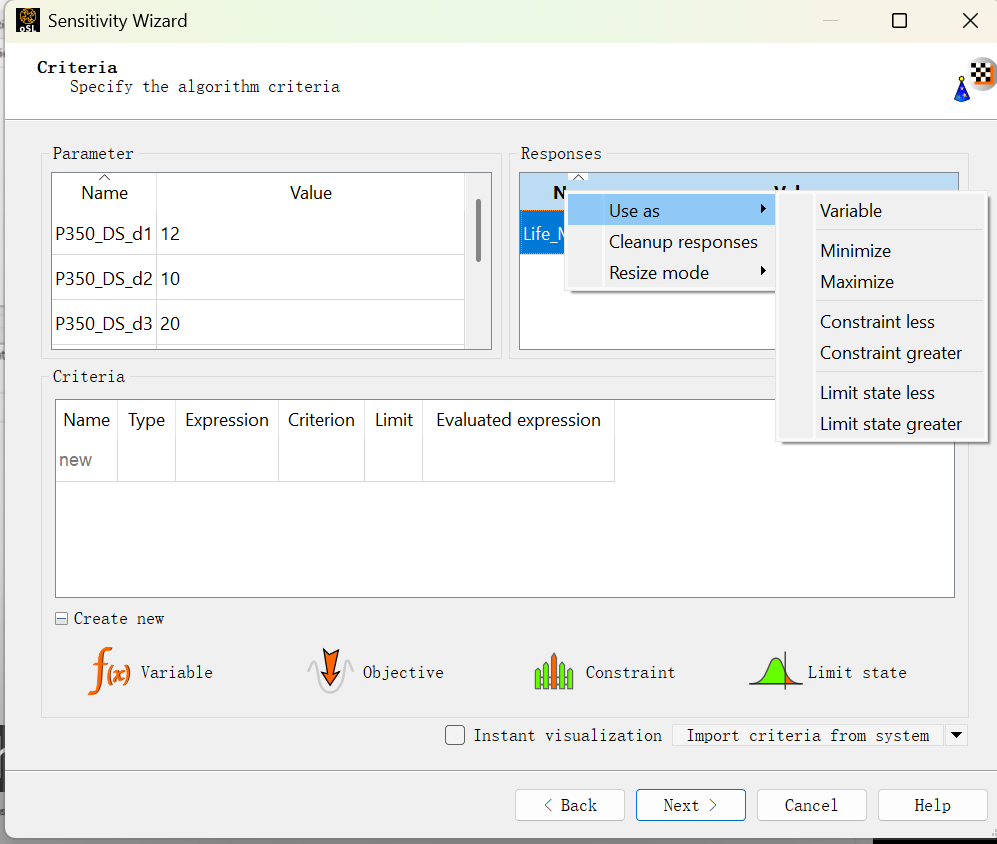 Sensitivity Wizard
Criteria
Specify the algorithm criteria
Parameter
Name Value
P350_DS_d1 12
P350_DS_d2 10
P350_DS_d3 20
Responses
Life_
Use as
Cleanup responses
Resize mode
Variable
Minimize
Maximize
Constraint less
Constraint greater
Limit state less
Limit state greater
Criteria
Name Type Expression Criterion Limit Evaluated expression
new
Create new
Variable Objective Constraint Limit state
Instant visualization Import criteria from system
< Back Next > Cancel Help